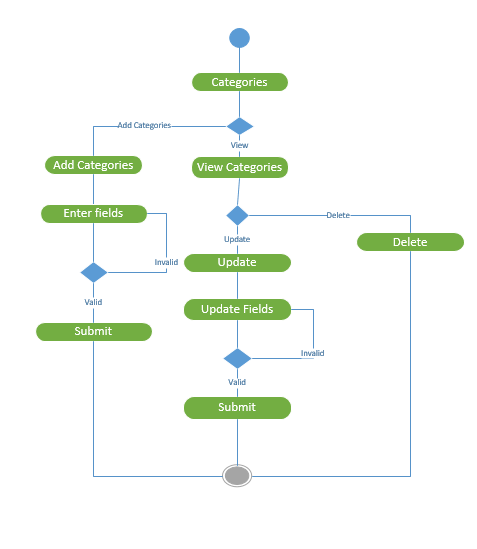 Categories
Add Categories
View
Add Categories
View Categories
Enter fields
Delete
Update
Delete
Invalid
Update
Valid
Update Fields
Submit
Invalid
Valid
Submit